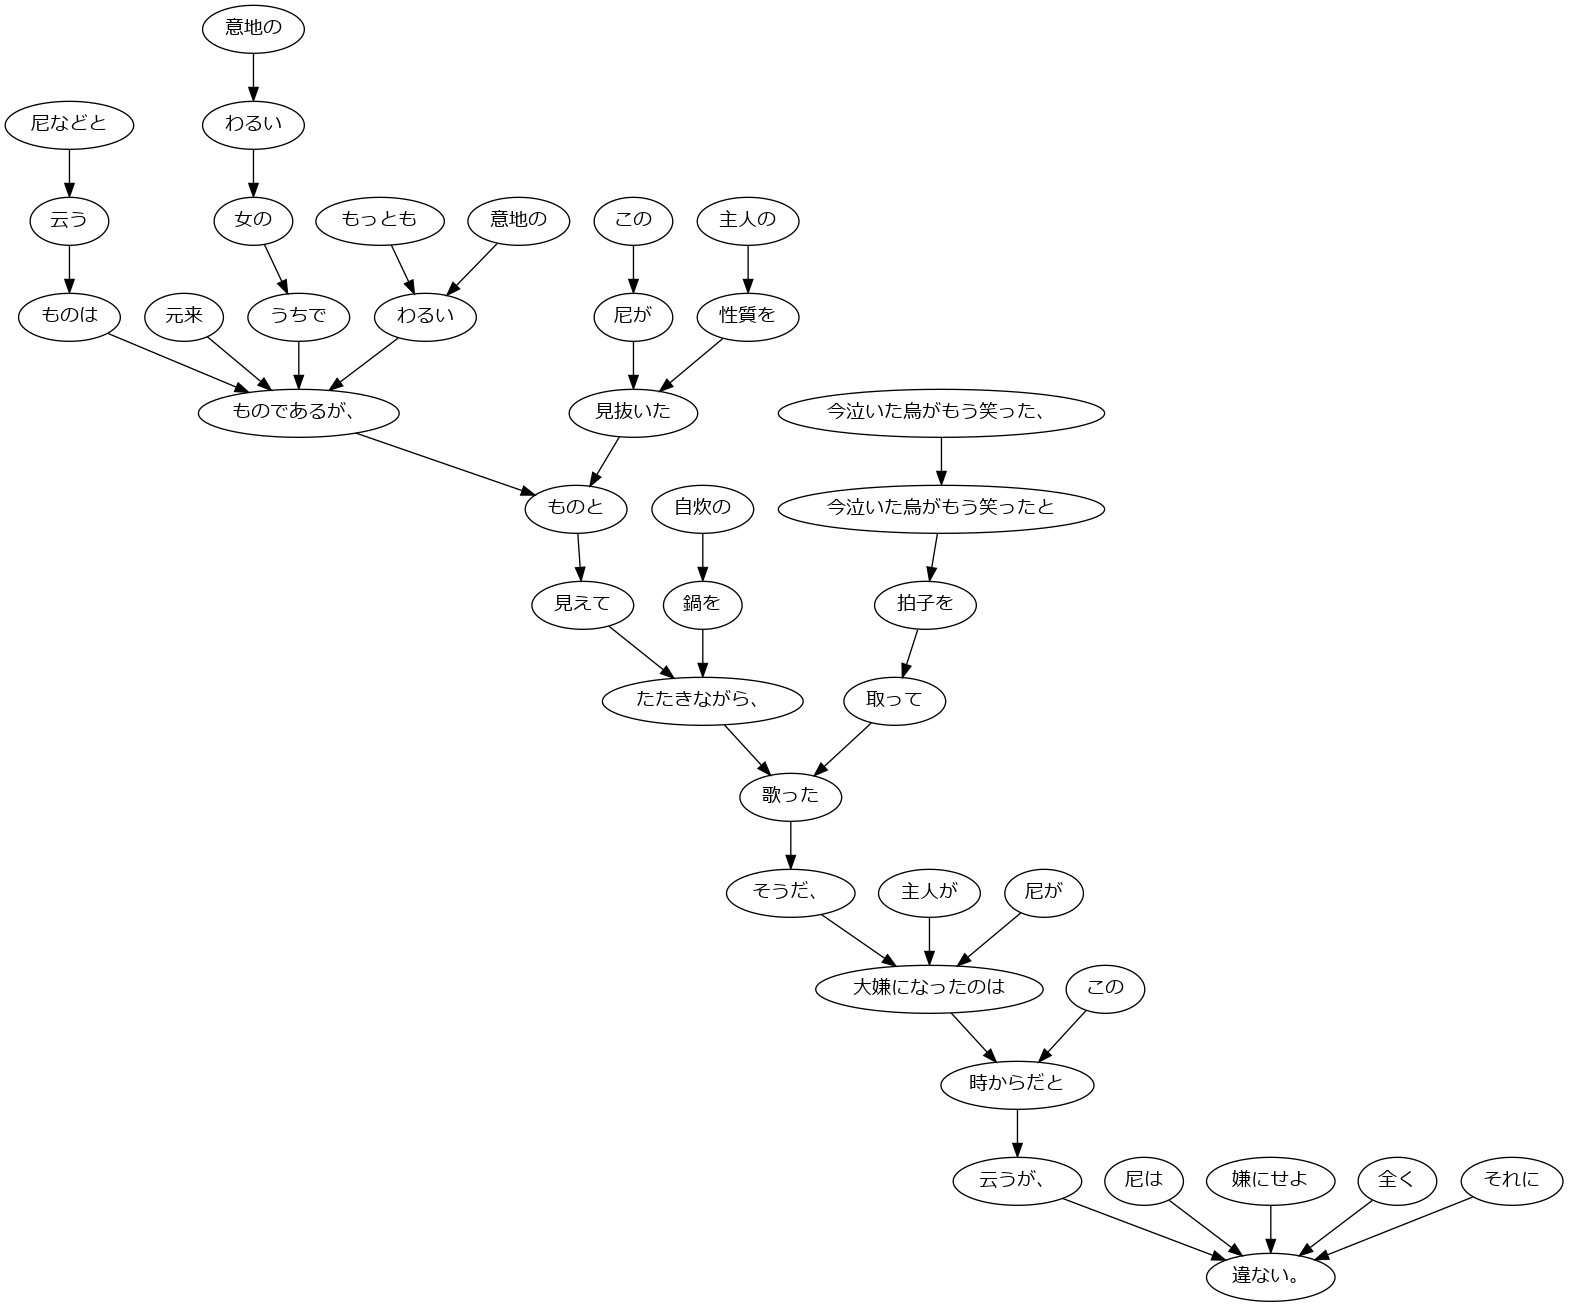 意地の
尼などと
わるい
云う
女の
もっとも
意地の
この
主人の
ものは
元来
うちで
わるい
尼が
性質を
ものであるが、
見抜いた
今泣いた烏がもう笑った、
ものと
自炊の
今泣いた烏がもう笑ったと
見えて
鍋を
拍子を
たたきながら、
取って
歌った
そうだ、
主人が
尼が
大嫌になったのは
この
時からだと
云うが、
尼は
嫌にせよ
全く
それに
違ない。